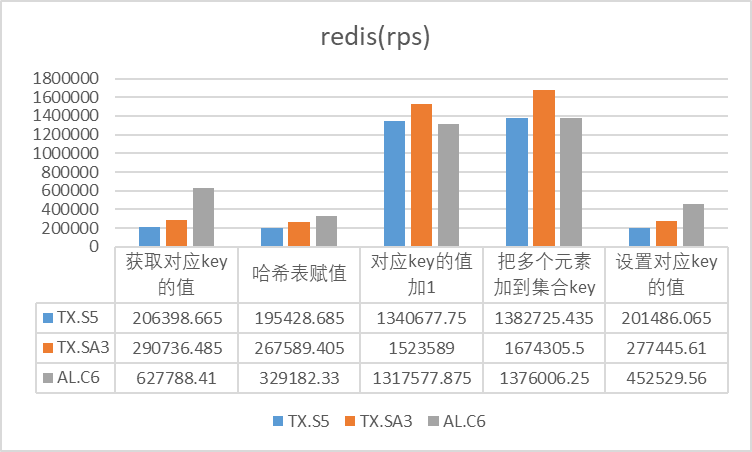 redis(rps)
1800000
1600000
1400000
1200000
1000000
800000
600000
400000
200000
0
获取对应key的值 哈希表赋值 对应key的值加1 把多个元素加到集合key 设置对应key的值
TX.S5 206398.665 195428.685 1340677.75 1382725.435 201486.065
TX.SA3 290736.485 267589.405 1523589 1674305.5 277445.61
AL.C6 627788.41 329182.33 1317577.875 1376006.25 452529.56
TX.S5 TX.SA3 AL.C6